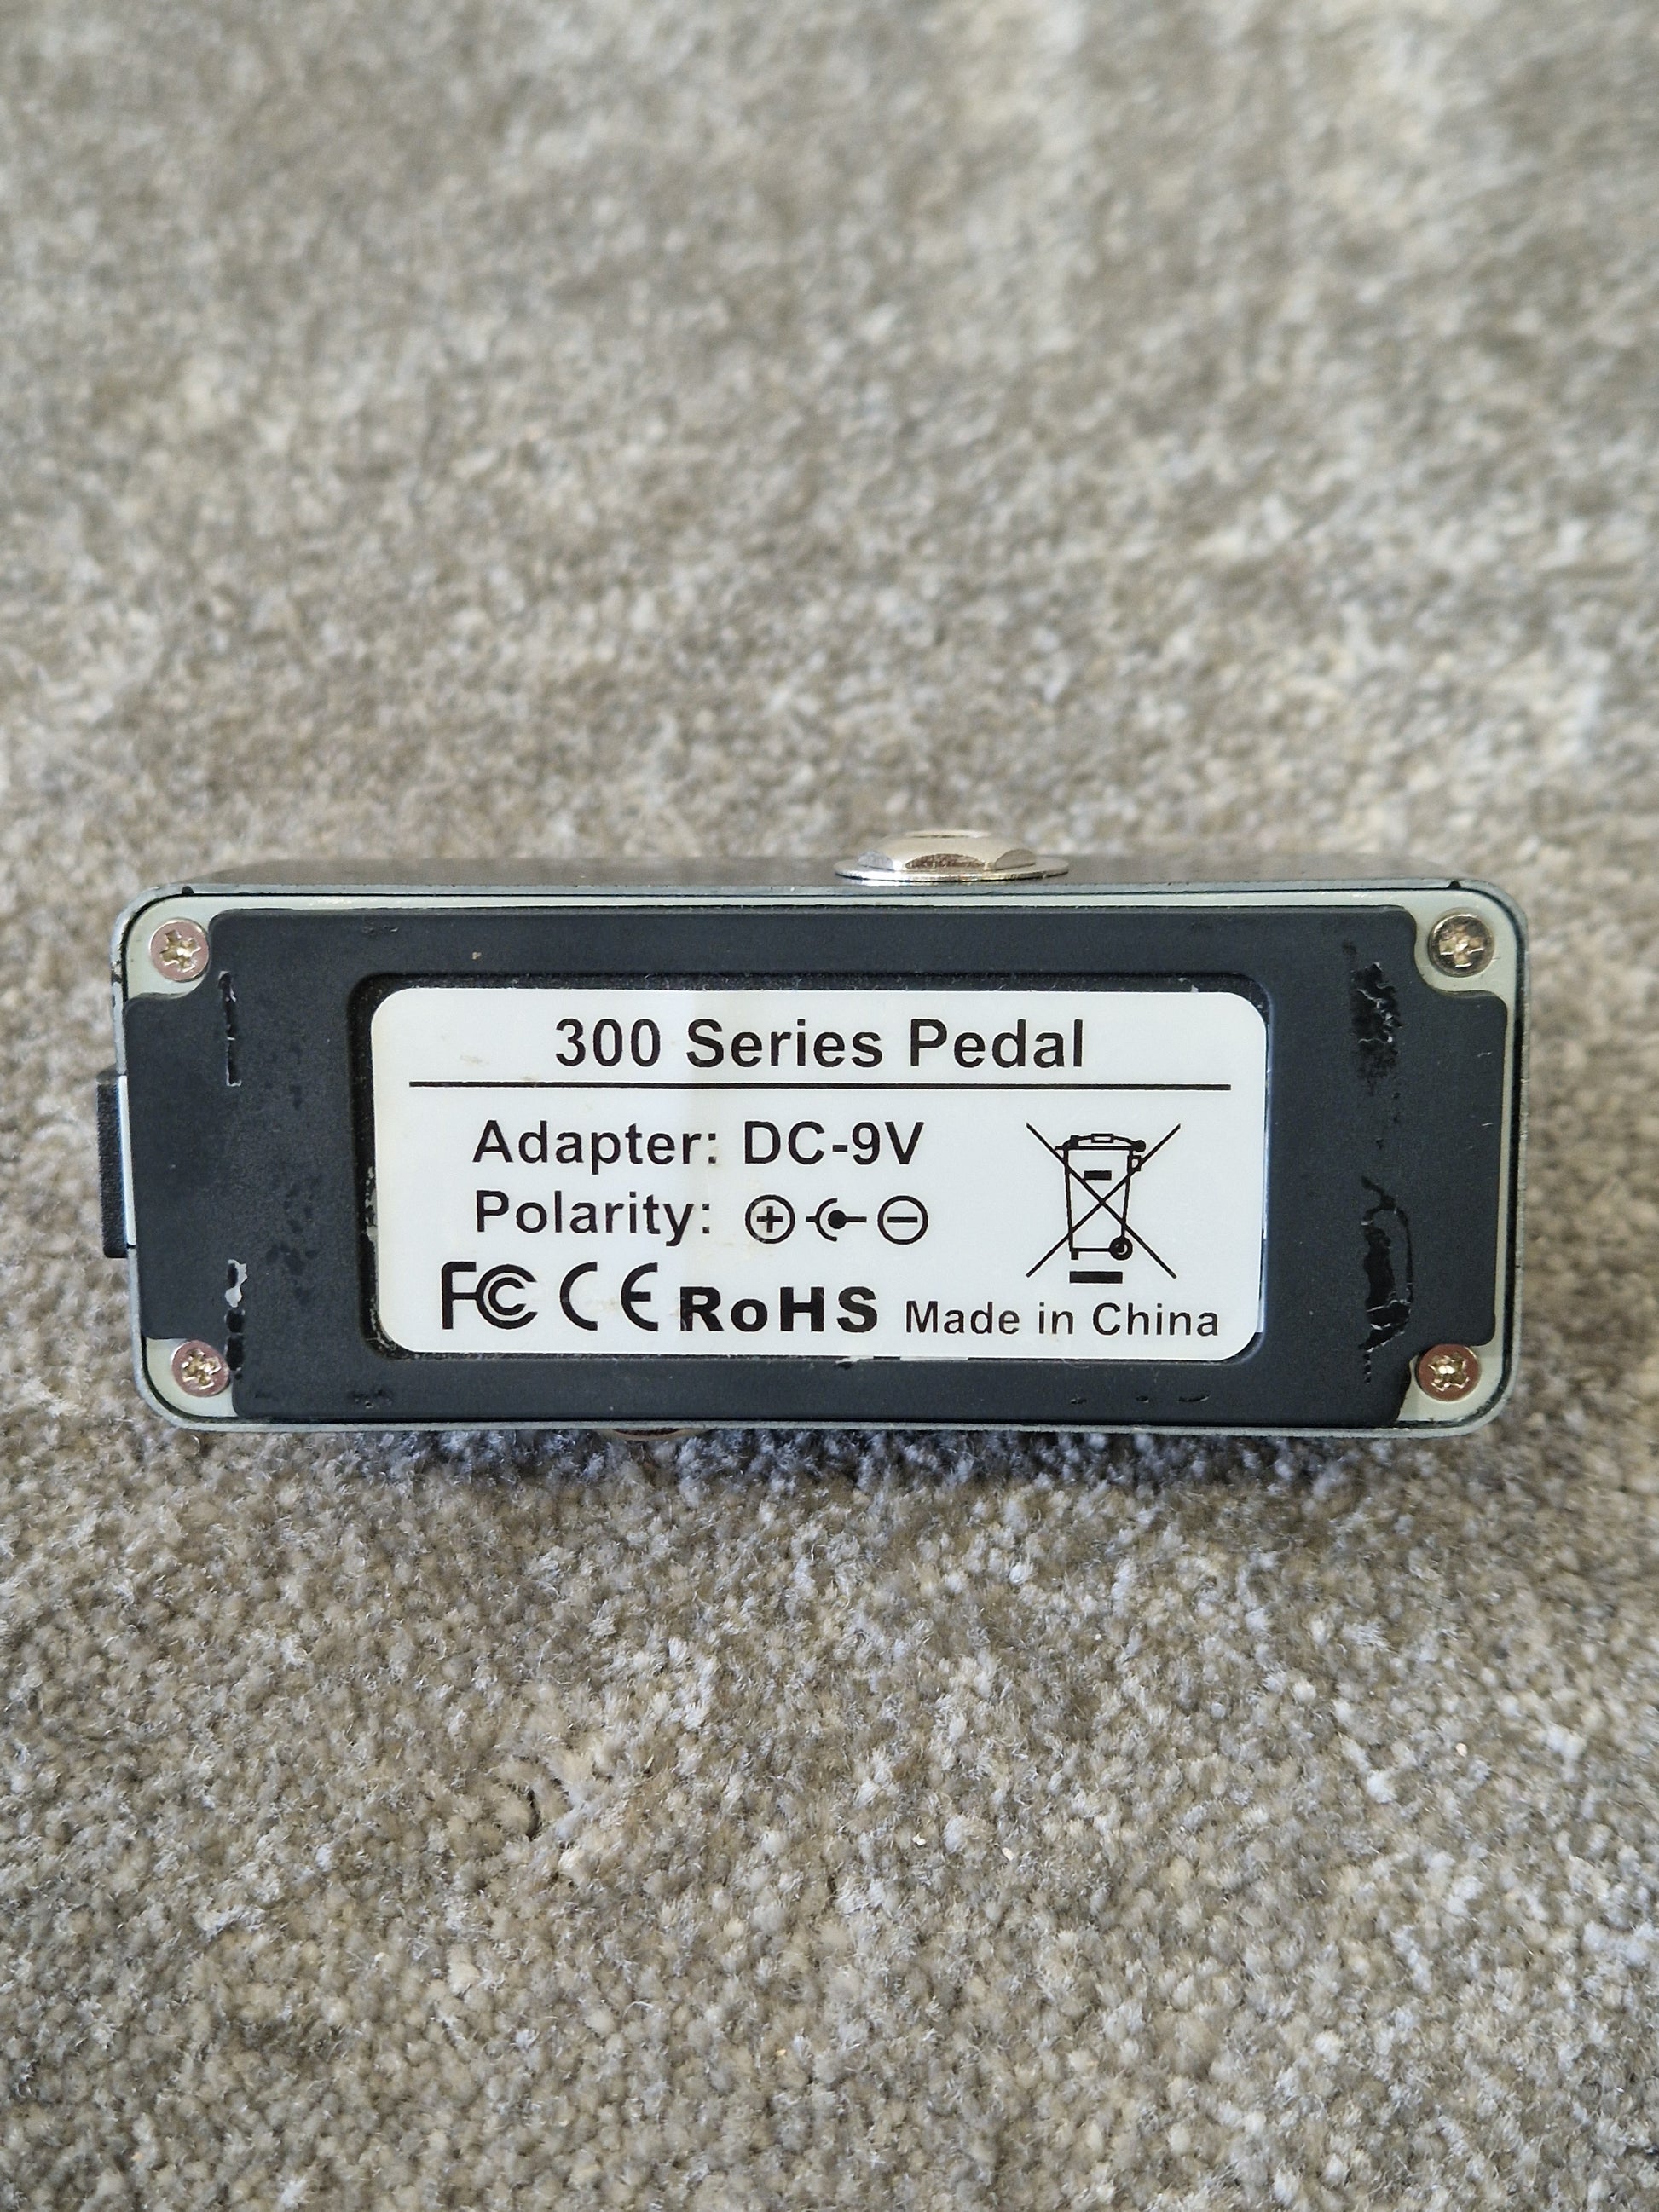 300 Series Pedal
Adapter: DC-9V
Polarity: + -
FC CE RoHS Made in China